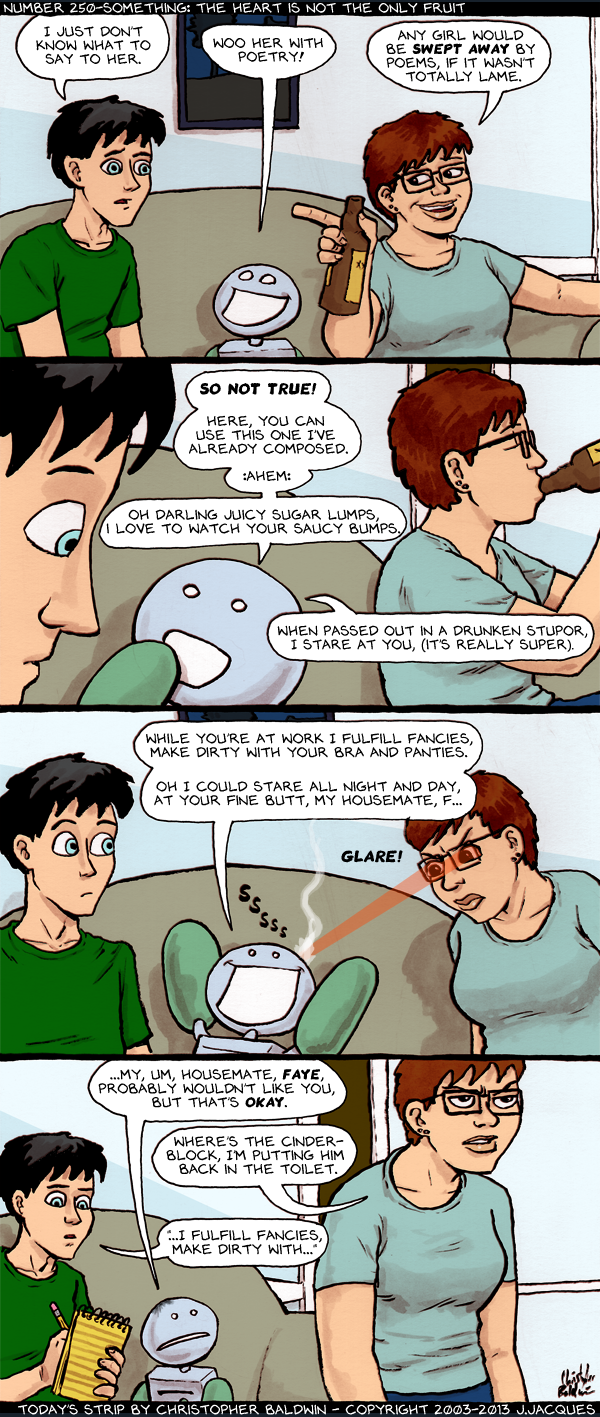 NUMBER 250-SOMETHING: THE HEART IS NOT THE ONLY FRUIT
I JUST DON'T
KNOW WHAT TO
SAY TO HER.
WOO HER WITH
POETRY!
ANY GIRL WOULD
BE SWEPT AWAY BY
POEMS, IF IT WASN'T
TOTALLY LAME.
SO NOT TRUE!
HERE, YOU CAN
USE THIS ONE I'VE
ALREADY COMPOSED.
:AHEM:
OH DARLING JUICY SUGAR LUMPS,
I LOVE TO WATCH YOUR SAUCY BUMPS.
WHEN PASSED OUT IN A DRUNKEN STUPOR,
I STARE AT YOU, (IT'S REALLY SUPER).
WHILE YOU'RE AT WORK I FULFILL FANCIES,
MAKE DIRTY WITH YOUR BRA AND PANTIES.
OH I COULD STARE ALL NIGHT AND DAY,
AT YOUR FINE BUTT, MY HOUSEMATE, F...
GLARE!
SSSSS
...MY, UM, HOUSEMATE, FAYE,
PROBABLY WOULDN'T LIKE YOU,
BUT THAT'S OKAY.
WHERE'S THE CINDER-
BLOCK, I'M PUTTING HIM
BACK IN THE TOILET.
"...I FULFILL FANCIES,
MAKE DIRTY WITH..."
Christopher
Baldwin
TODAY'S STRIP BY CHRISTOPHER BALDWIN - COPYRIGHT 2003-2013 J.JACQUES